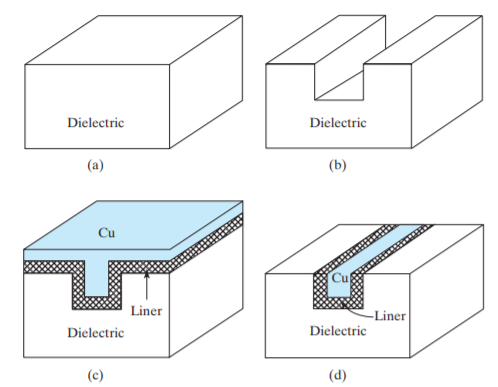 Dielectric
(a)
Dielectric
(b)
Cu
Liner
Dielectric
(c)
Cu
Liner
Dielectric
(d)